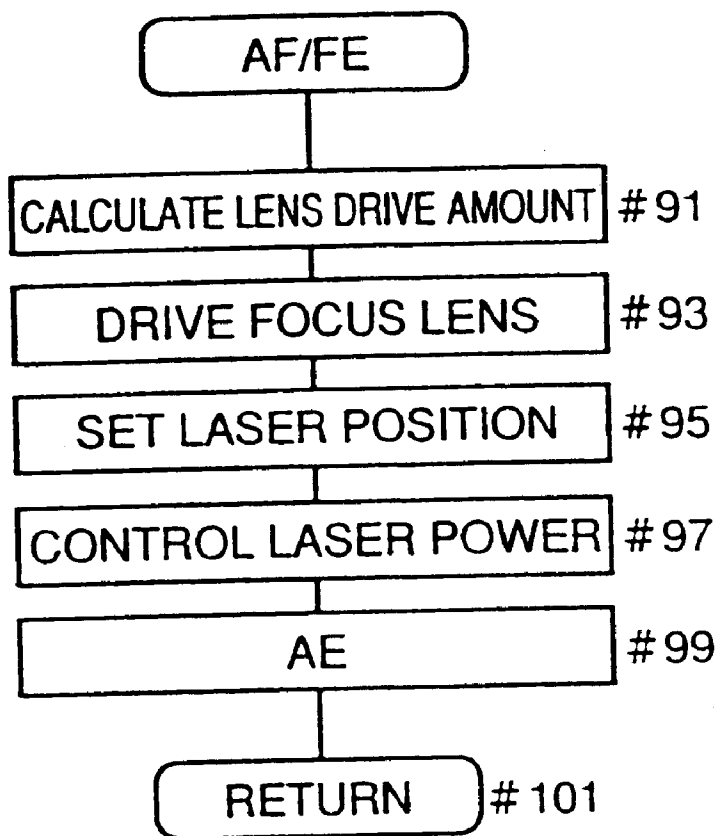 AF/FE
CALCULATE LENS DRIVE AMOUNT #91
DRIVE FOCUS LENS #93
SET LASER POSITION #95
CONTROL LASER POWER #97
AE #99
RETURN #101